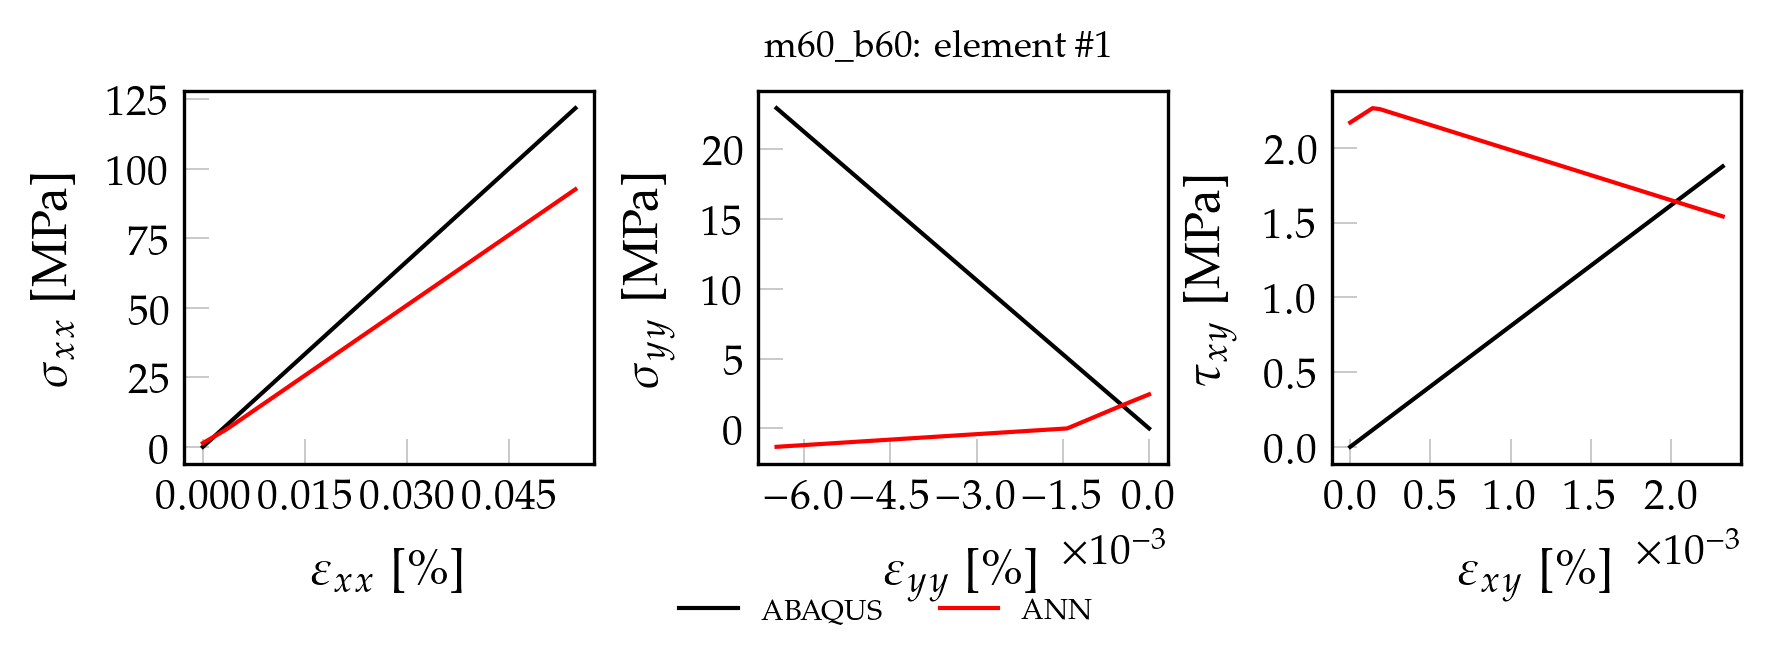 m60_b60: element #1
σxx [MPa]
125
100
75
50
25
0
0.000 0.015 0.030 0.045
εxx [%]
σyy [MPa]
20
15
10
5
0
−6.0 −4.5 −3.0 −1.5 0.0
×10−3
εyy [%]
τxy [MPa]
2.0
1.5
1.0
0.5
0.0
0.0 0.5 1.0 1.5 2.0
×10−3
εxy [%]
ABAQUS ANN